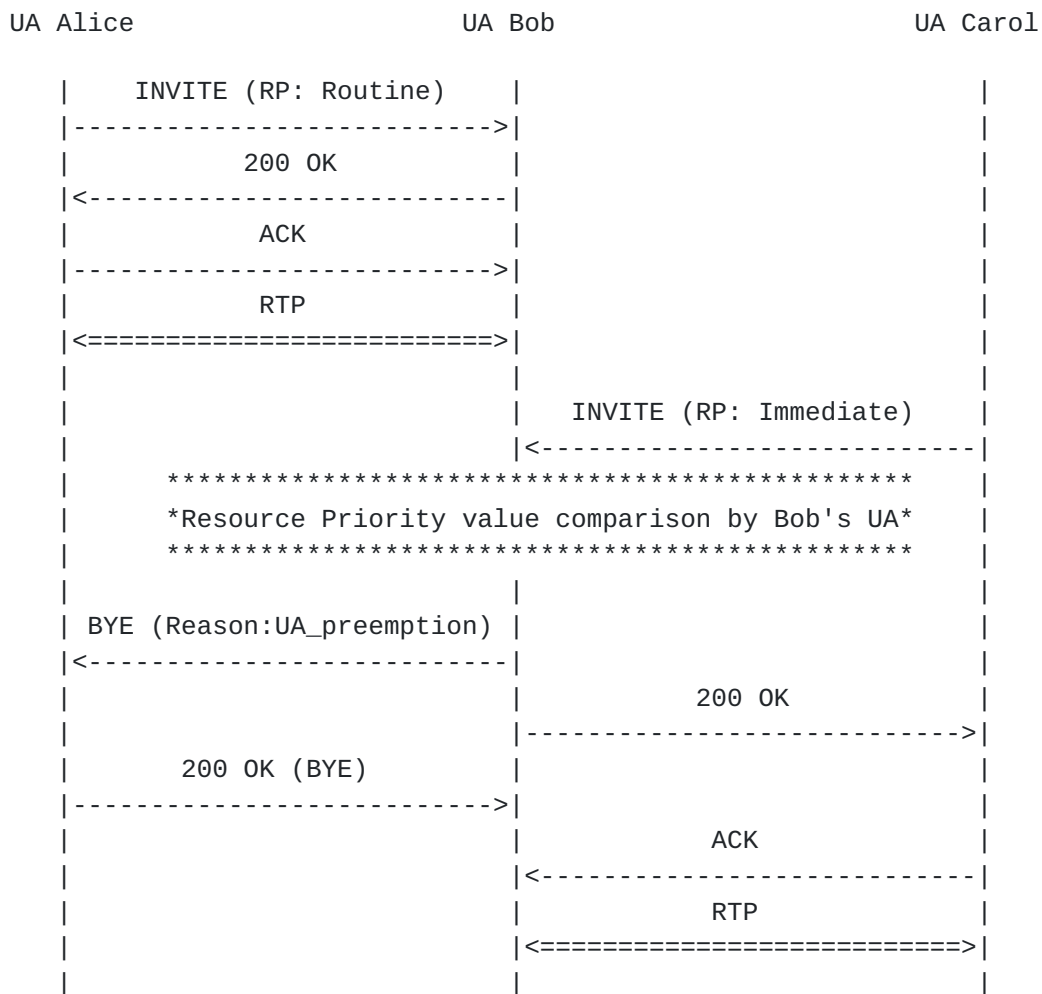 UA Alice UA Bob UA Carol
INVITE (RP: Routine)
200 OK
ACK
RTP
INVITE (RP: Immediate)
*************************************************
*Resource Priority value comparison by Bob's UA*
*************************************************
BYE (Reason:UA_preemption)
200 OK
200 OK (BYE)
ACK
RTP